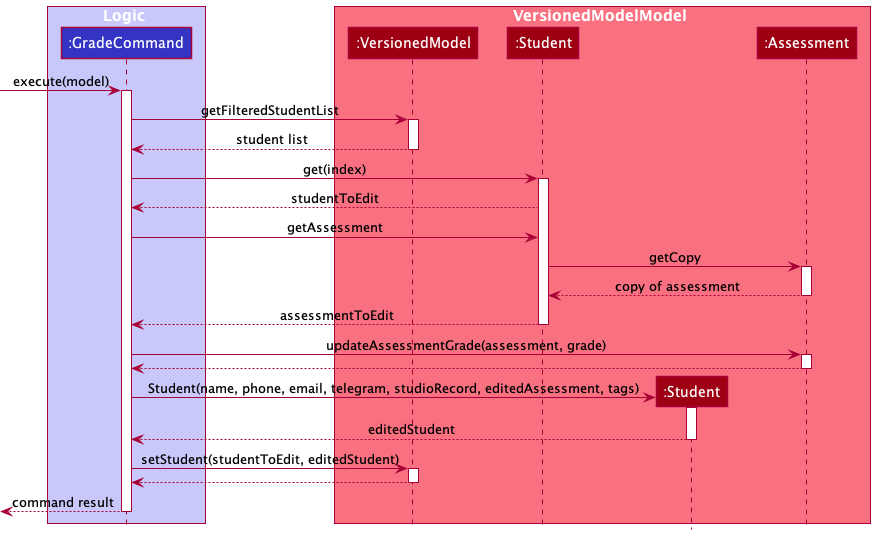 Logic
VersionedModelModel
:GradeCommand
:VersionedModel
:Student
:Assessment
execute(model)
getFilteredStudentList
student list
get(index)
studentToEdit
getAssessment
getCopy
copy of assessment
assessmentToEdit
updateAssessmentGrade(assessment, grade)
Student(name, phone, email, telegram, studioRecord, editedAssessment, tags)
:Student
editedStudent
setStudent(studentToEdit, editedStudent)
command result